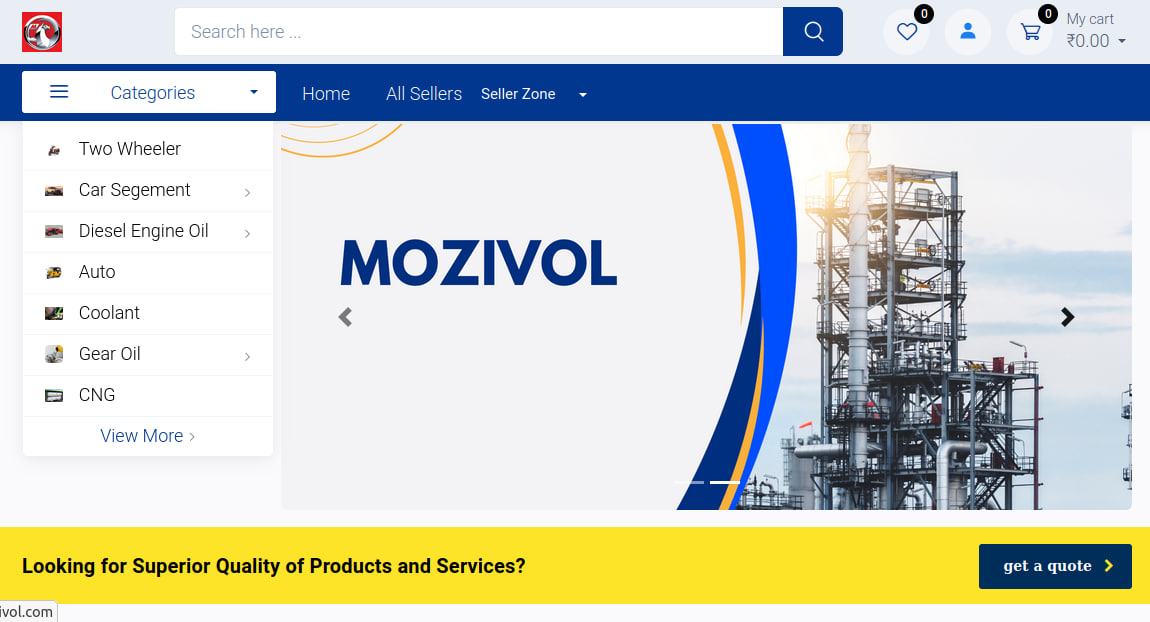 Search here ...
0
0
My cart
₹0.00
Categories
Home
All Sellers
Seller Zone
Two Wheeler
Car Segement
Diesel Engine Oil
Auto
Coolant
Gear Oil
CNG
View More
MOZIVOL
Looking for Superior Quality of Products and Services?
get a quote
ivol.com